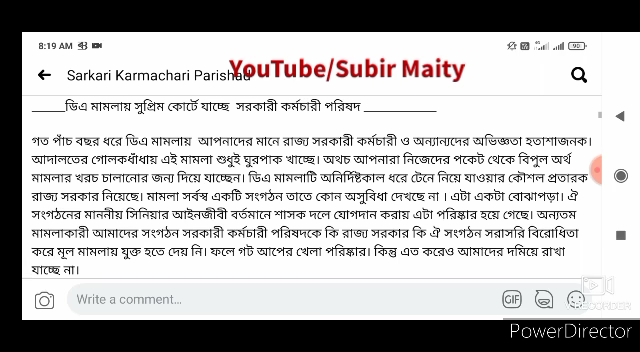 8:19 AM
YouTube/Subir Maity
Sarkari Karmachari Parishad
_____ডিএ মামলায় সুপ্রিম কোর্টে যাচ্ছে সরকারী কর্মচারী পরিষদ ___________
গত পাঁচ বছর ধরে ডিএ মামলায় আপনাদের মানে রাজ্য সরকারী কর্মচারী ও অন্যান্যদের অভিজ্ঞতা হতাশাজনক।
আদালতের গোলকধাঁধায় এই মামলা শুধুই ঘুরপাক খাচ্ছে। অথচ আপনারা নিজেদের পকেট থেকে বিপুল অর্থ
মামলার খরচ চালানোর জন্য দিয়ে যাচ্ছেন। ডিএ মামলাটি অনির্দিষ্টকাল ধরে টেনে নিয়ে যাওয়ার কৌশল প্রতারক
রাজ্য সরকার নিয়েছে। মামলা সর্বস্ব একটি সংগঠন তাতে কোন অসুবিধা দেখছে না । এটা একটা বোঝাপড়া। ঐ
সংগঠনের মাননীয় সিনিয়ার আইনজীবী বর্তমানে শাসক দলে যোগদান করায় এটা পরিষ্কার হয়ে গেছে। অন্যতম
মামলাকারী আমাদের সংগঠন সরকারী কর্মচারী পরিষদকে কি রাজ্য সরকার কি ঐ সংগঠন সরাসরি বিরোধিতা
করে মূল মামলায় যুক্ত হতে দেয় নি। ফলে গট আপের খেলা পরিষ্কার। কিন্তু এত করেও আমাদের দমিয়ে রাখা
যাচ্ছে না।
Write a comment...
GIF
PowerDirector